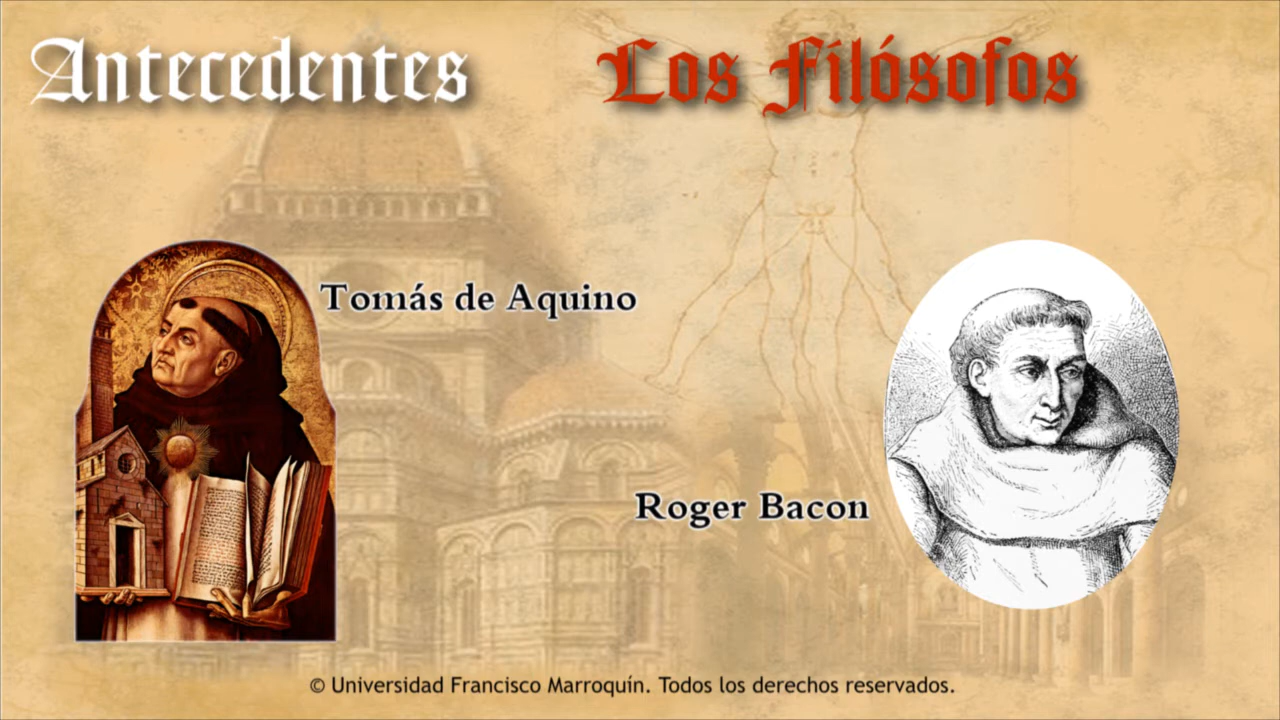 Antecedentes
Los Filósofos
Tomás de Aquino
Roger Bacon
© Universidad Francisco Marroquín. Todos los derechos reservados.